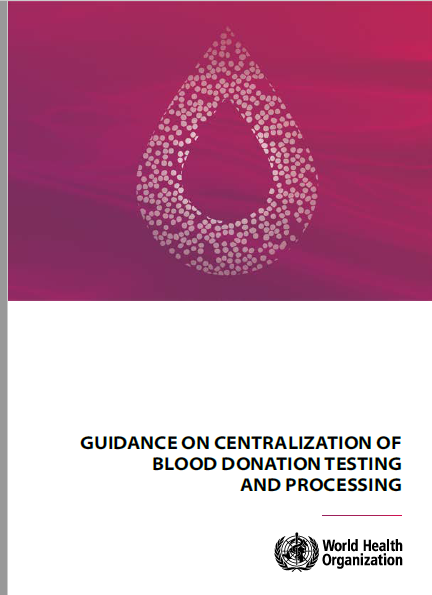 GUIDANCE ON CENTRALIZATION OF
BLOOD DONATION TESTING
AND PROCESSING
World Health
Organization